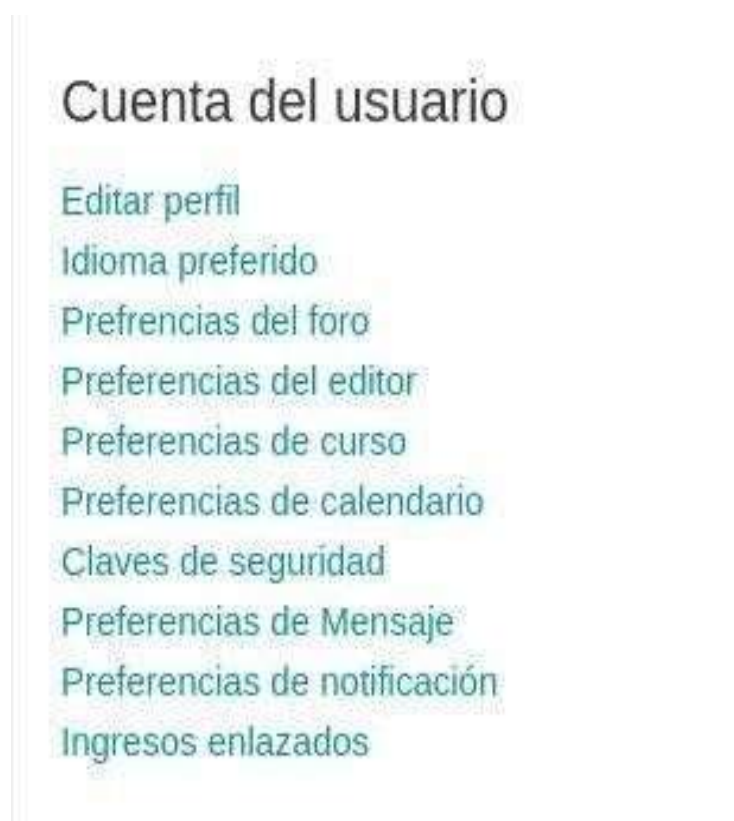 Cuenta del usuario
Editar perfil
Idioma preferido
Prefrencias del foro
Preferencias del editor
Preferencias de curso
Preferencias de calendario
Claves de seguridad
Preferencias de Mensaje
Preferencias de notificación
Ingresos enlazados